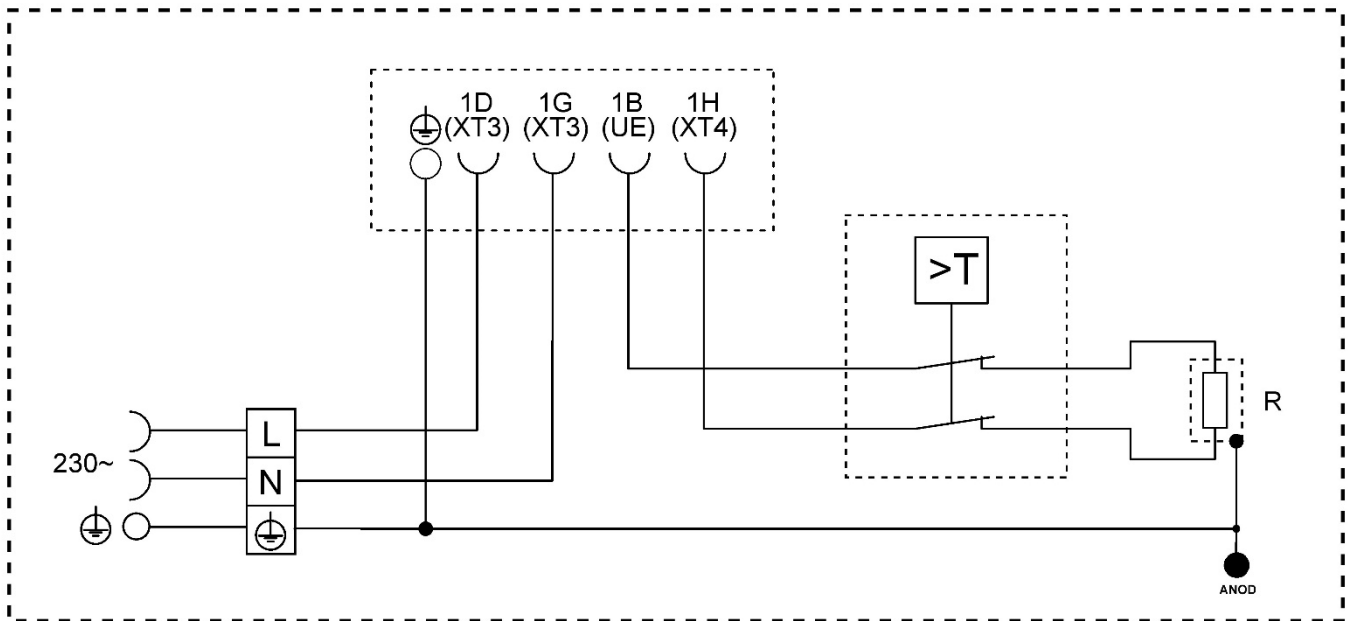 1D 1G 1B 1H
(XT3) (XT3) (UE) (XT4)
>T
R
L
230~
N
ANOD